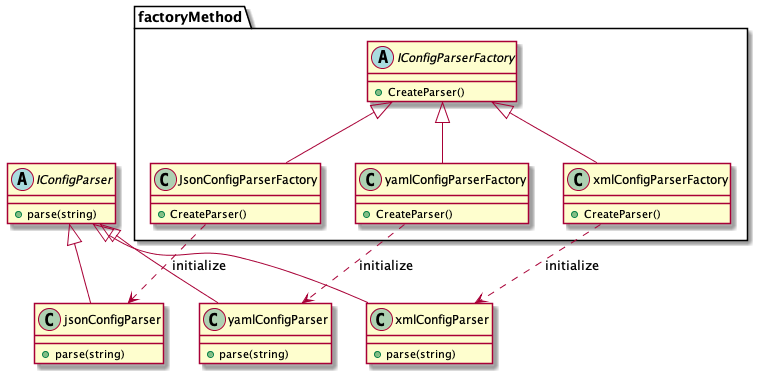 factoryMethod
A IConfigParserFactory
CreateParser()
A IConfigParser
parse(string)
C JsonConfigParserFactory
CreateParser()
C yamlConfigParserFactory
CreateParser()
C xmlConfigParserFactory
CreateParser()
initialize
initialize
initialize
C jsonConfigParser
parse(string)
C yamlConfigParser
parse(string)
C xmlConfigParser
parse(string)